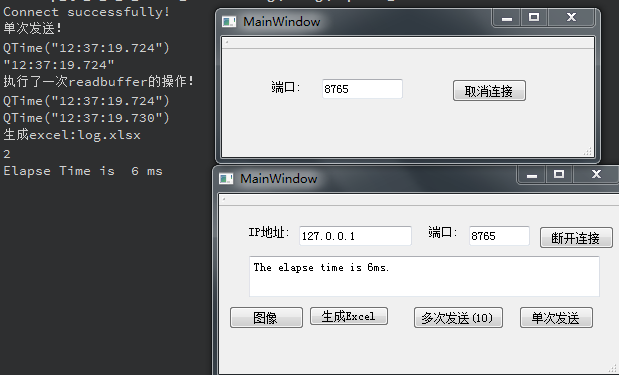 Connect successfully!
单次发送!
QTime("12:37:19.724")
"12:37:19.724"
执行了一次readbuffer的操作!
QTime("12:37:19.724")
QTime("12:37:19.730")
生成excel:log.xlsx
2
Elapse Time is  6 ms
MainWindow
端口: 8765 取消连接
MainWindow
IP地址: 127.0.0.1 端口: 8765 断开连接
The elapse time is 6ms.
图像 生成Excel 多次发送(10) 单次发送